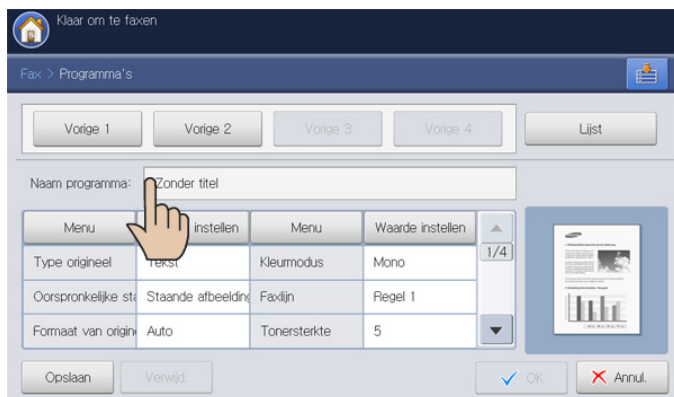 Klaar om te faxen
Fax > Programma's
Vorige 1 Vorige 2 Vorige 3 Vorige 4 Lijst
Naam programma: Zonder titel
Menu instellen Menu Waarde instellen
Type origineel Tekst Kleurmodus Mono 1/4
Oorspronkelijke sta Staande afbeelding Faxlijn Regel 1
Formaat van origin Auto Tonersterkte 5
Opslaan Verwijd. OK Annul.